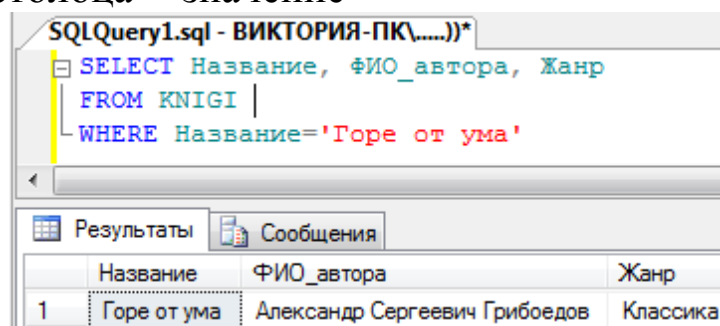 значение
SQLQuery1.sql - ВИКТОРИЯ-ПК\.....))*
SELECT Название, ФИО_автора, Жанр
FROM KNIGI
WHERE Название='Горе от ума'
Результаты Сообщения
Название ФИО_автора Жанр
1 Горе от ума Александр Сергеевич Грибоедов Классика